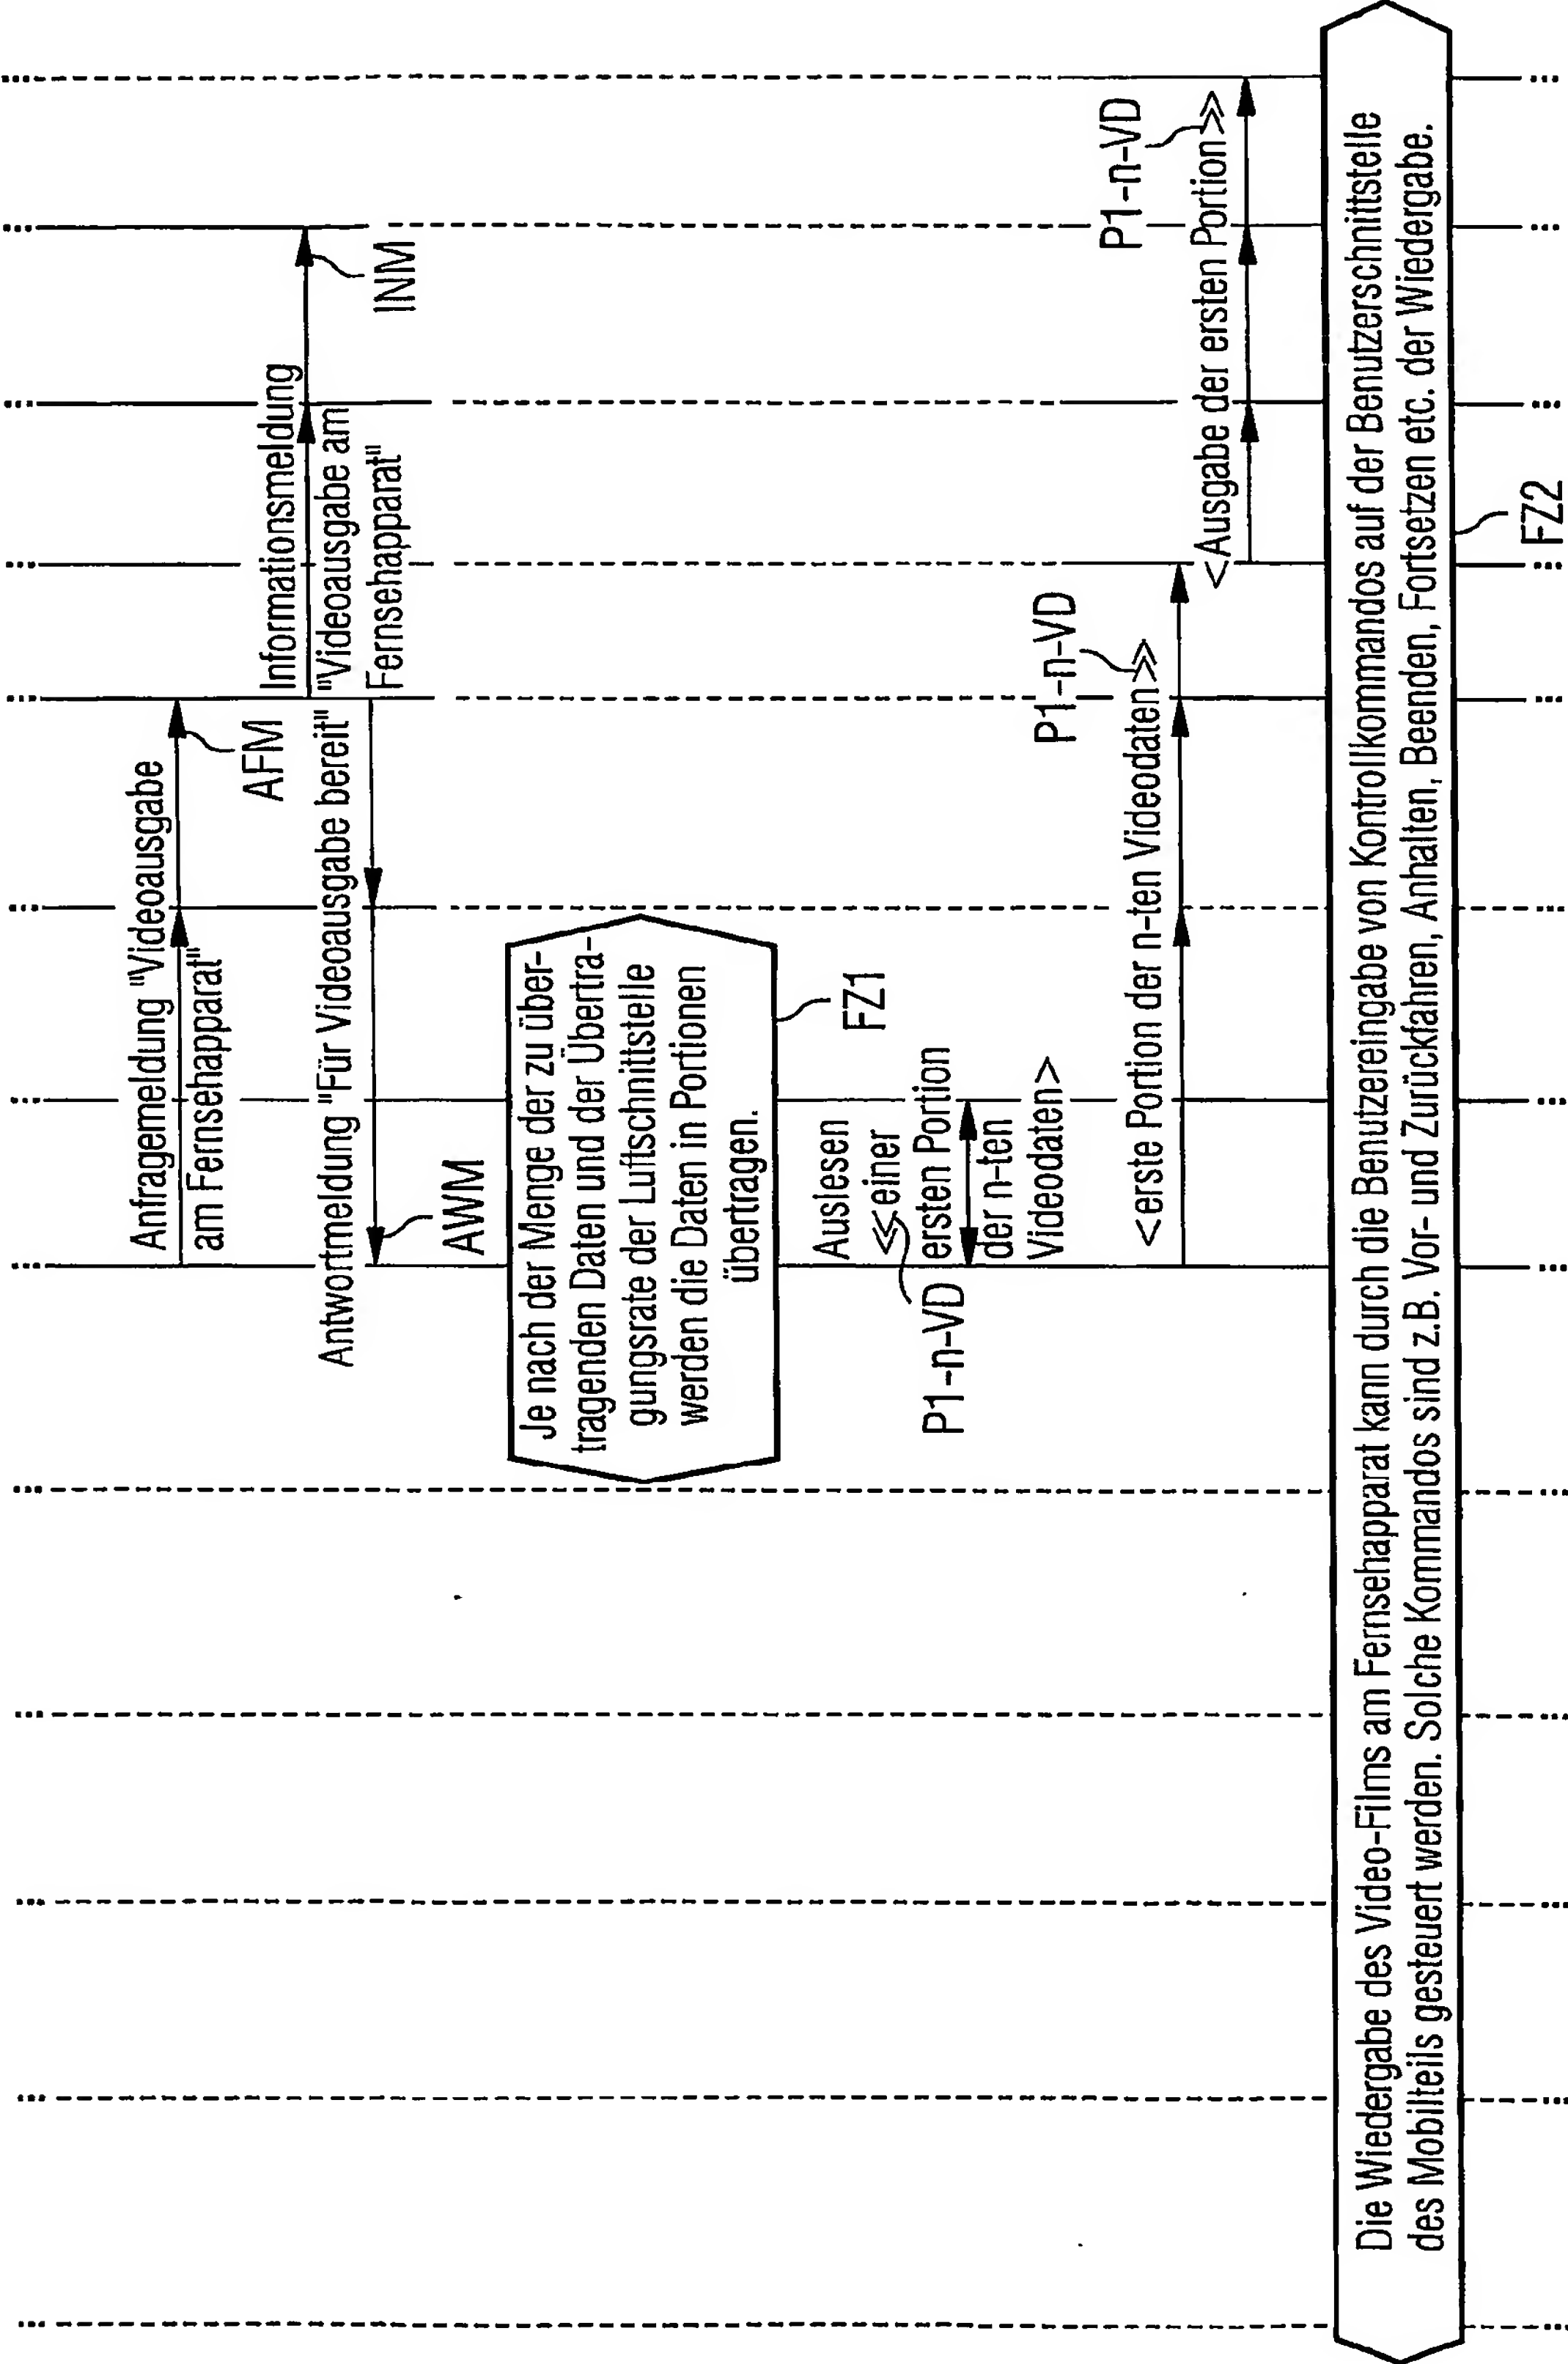 Anfragemeldung "Videoausgabe
am Fernsehapparat"
AFM
Informationsmeldung
"Videoausgabe am
Fernsehapparat"
INM
Antwortmeldung "Für Videoausgabe bereit"
AWM
Je nach der Menge der zu über-
tragenden Daten und der Übertra-
gungsrate der Luftschnittstelle
werden die Daten in Portionen
übertragen.
FZ1
Auslesen
<<einer
ersten Portion
der n-ten
Videodaten>
P1-n-VD
<erste Portion der n-ten Videodaten>>
P1-n-VD
<Ausgabe der ersten Portion>>
P1-n-VD
Die Wiedergabe des Video-Films am Fernsehapparat kann durch die Benutzereingabe von Kontrollkommandos auf der Benutzerschnittstelle
des Mobilteils gesteuert werden. Solche Kommandos sind z.B. Vor- und Zurückfahren, Anhalten, Beenden, Fortsetzen etc. der Wiedergabe.
FZ2